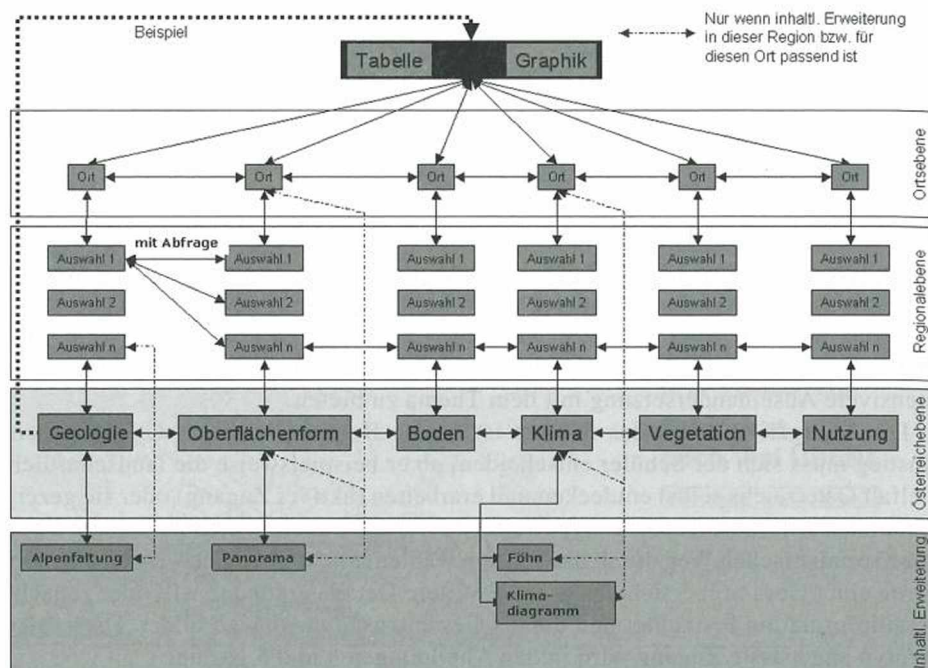 Beispiel
Nur wenn inhaltl. Erweiterung
in dieser Region bzw. für
diesen Ort passend ist
Tabelle
Graphik
Ortsebene
Ort
Ort
Ort
Ort
Ort
Ort
Regionalebene
mit Abfrage
Auswahl 1
Auswahl 1
Auswahl 1
Auswahl 1
Auswahl 1
Auswahl 1
Auswahl 2
Auswahl 2
Auswahl 2
Auswahl 2
Auswahl 2
Auswahl 2
Auswahl n
Auswahl n
Auswahl n
Auswahl n
Auswahl n
Auswahl n
Österreichebene
Geologie
Oberflächenform
Boden
Klima
Vegetation
Nutzung
Inhaltl. Erweiterung
Alpenfaltung
Panorama
Föhn
Klima-
diagramm